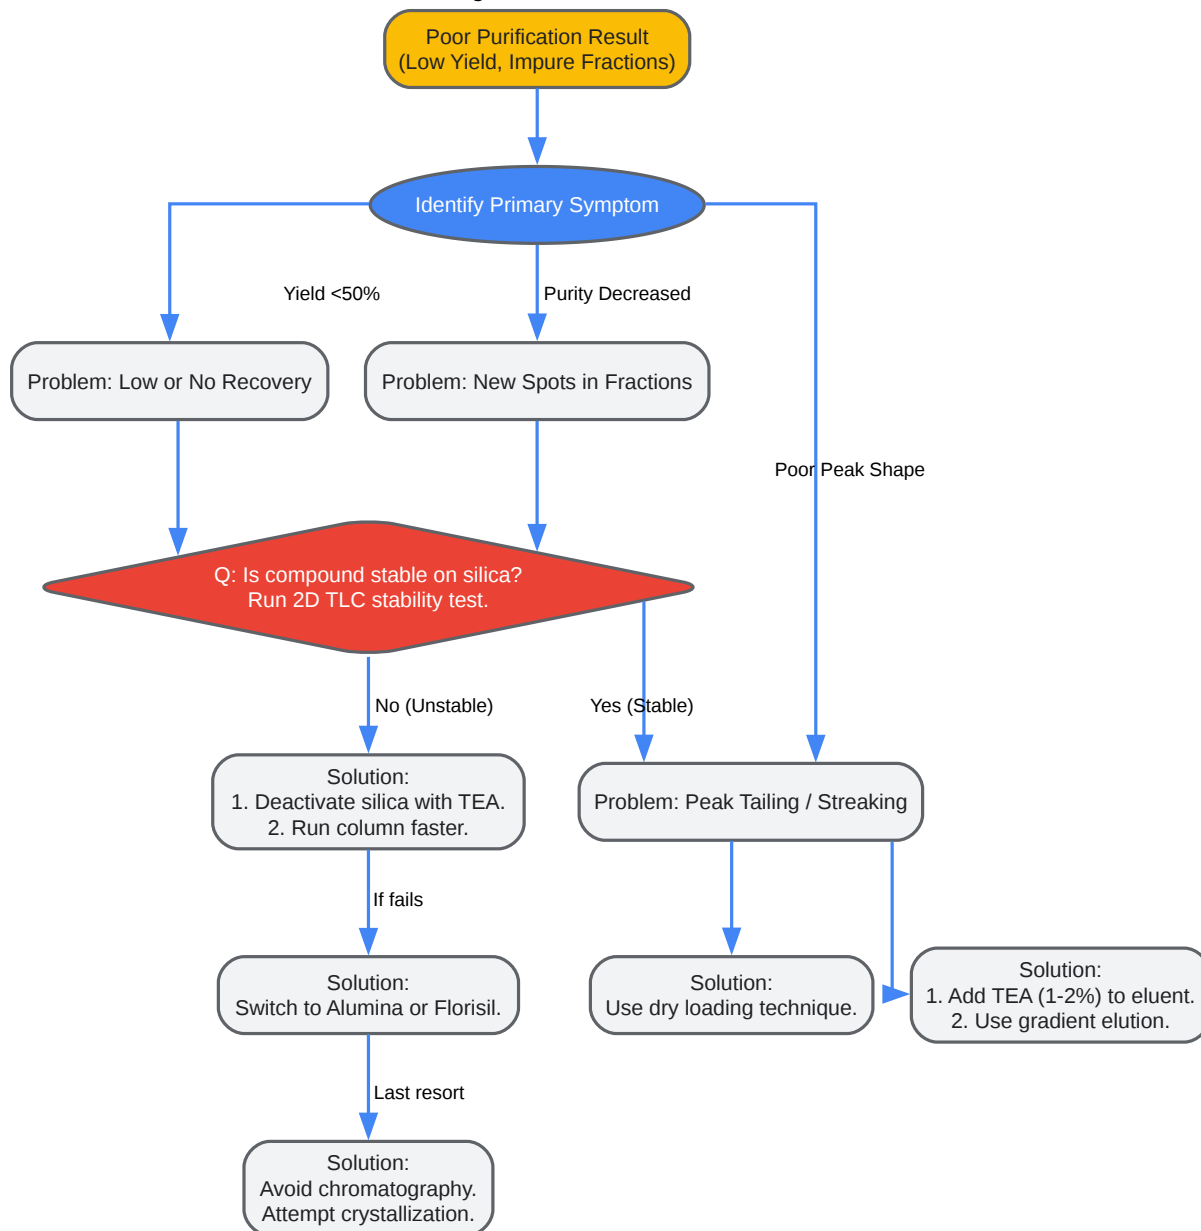 Poor Purification Result
(Low Yield, Impure Fractions)
Identify Primary Symptom
Yield <50%
Purity Decreased
Problem: Low or No Recovery
Problem: New Spots in Fractions
Poor Peak Shape
Q: Is compound stable on silica?
Run 2D TLC stability test.
No (Unstable)
Yes (Stable)
Solution:
1. Deactivate silica with TEA.
2. Run column faster.
Problem: Peak Tailing / Streaking
If fails
Solution:
Switch to Alumina or Florisil.
Solution:
Use dry loading technique.
Solution:
1. Add TEA (1-2%) to eluent.
2. Use gradient elution.
Last resort
Solution:
Avoid chromatography.
Attempt crystallization.